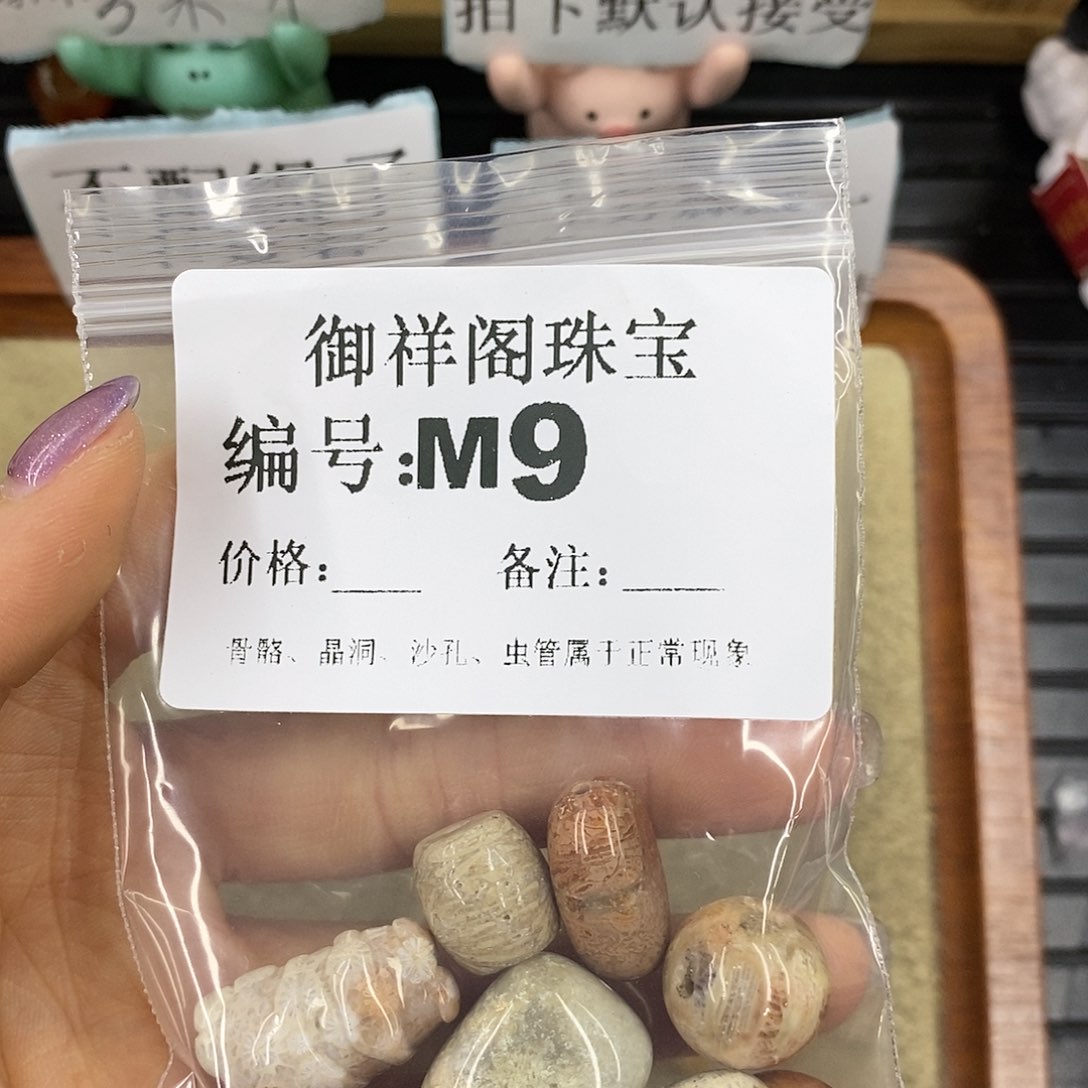 拍下默认接受
御祥阁珠宝
编号:M9
价格:____ 备注:____
骨骼、晶洞、沙孔、虫管属于正常现象